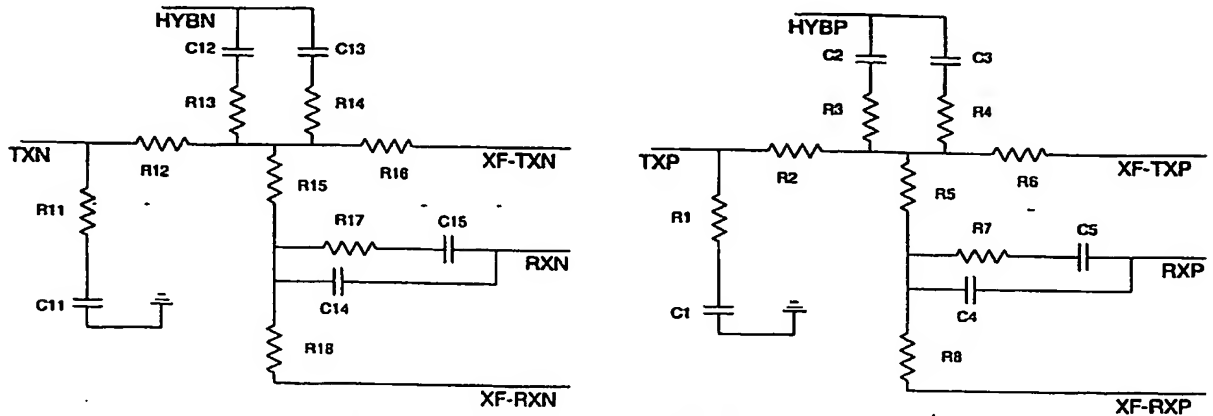 HYBN
C12
C13
R13
R14
TXN
R12
R16
XF-TXN
R15
R11
R17
C15
RXN
C11
C14
R18
XF-RXN
HYBP
C2
C3
R3
R4
TXP
R2
R6
XF-TXP
R5
R1
R7
C5
RXP
C1
C4
R8
XF-RXP